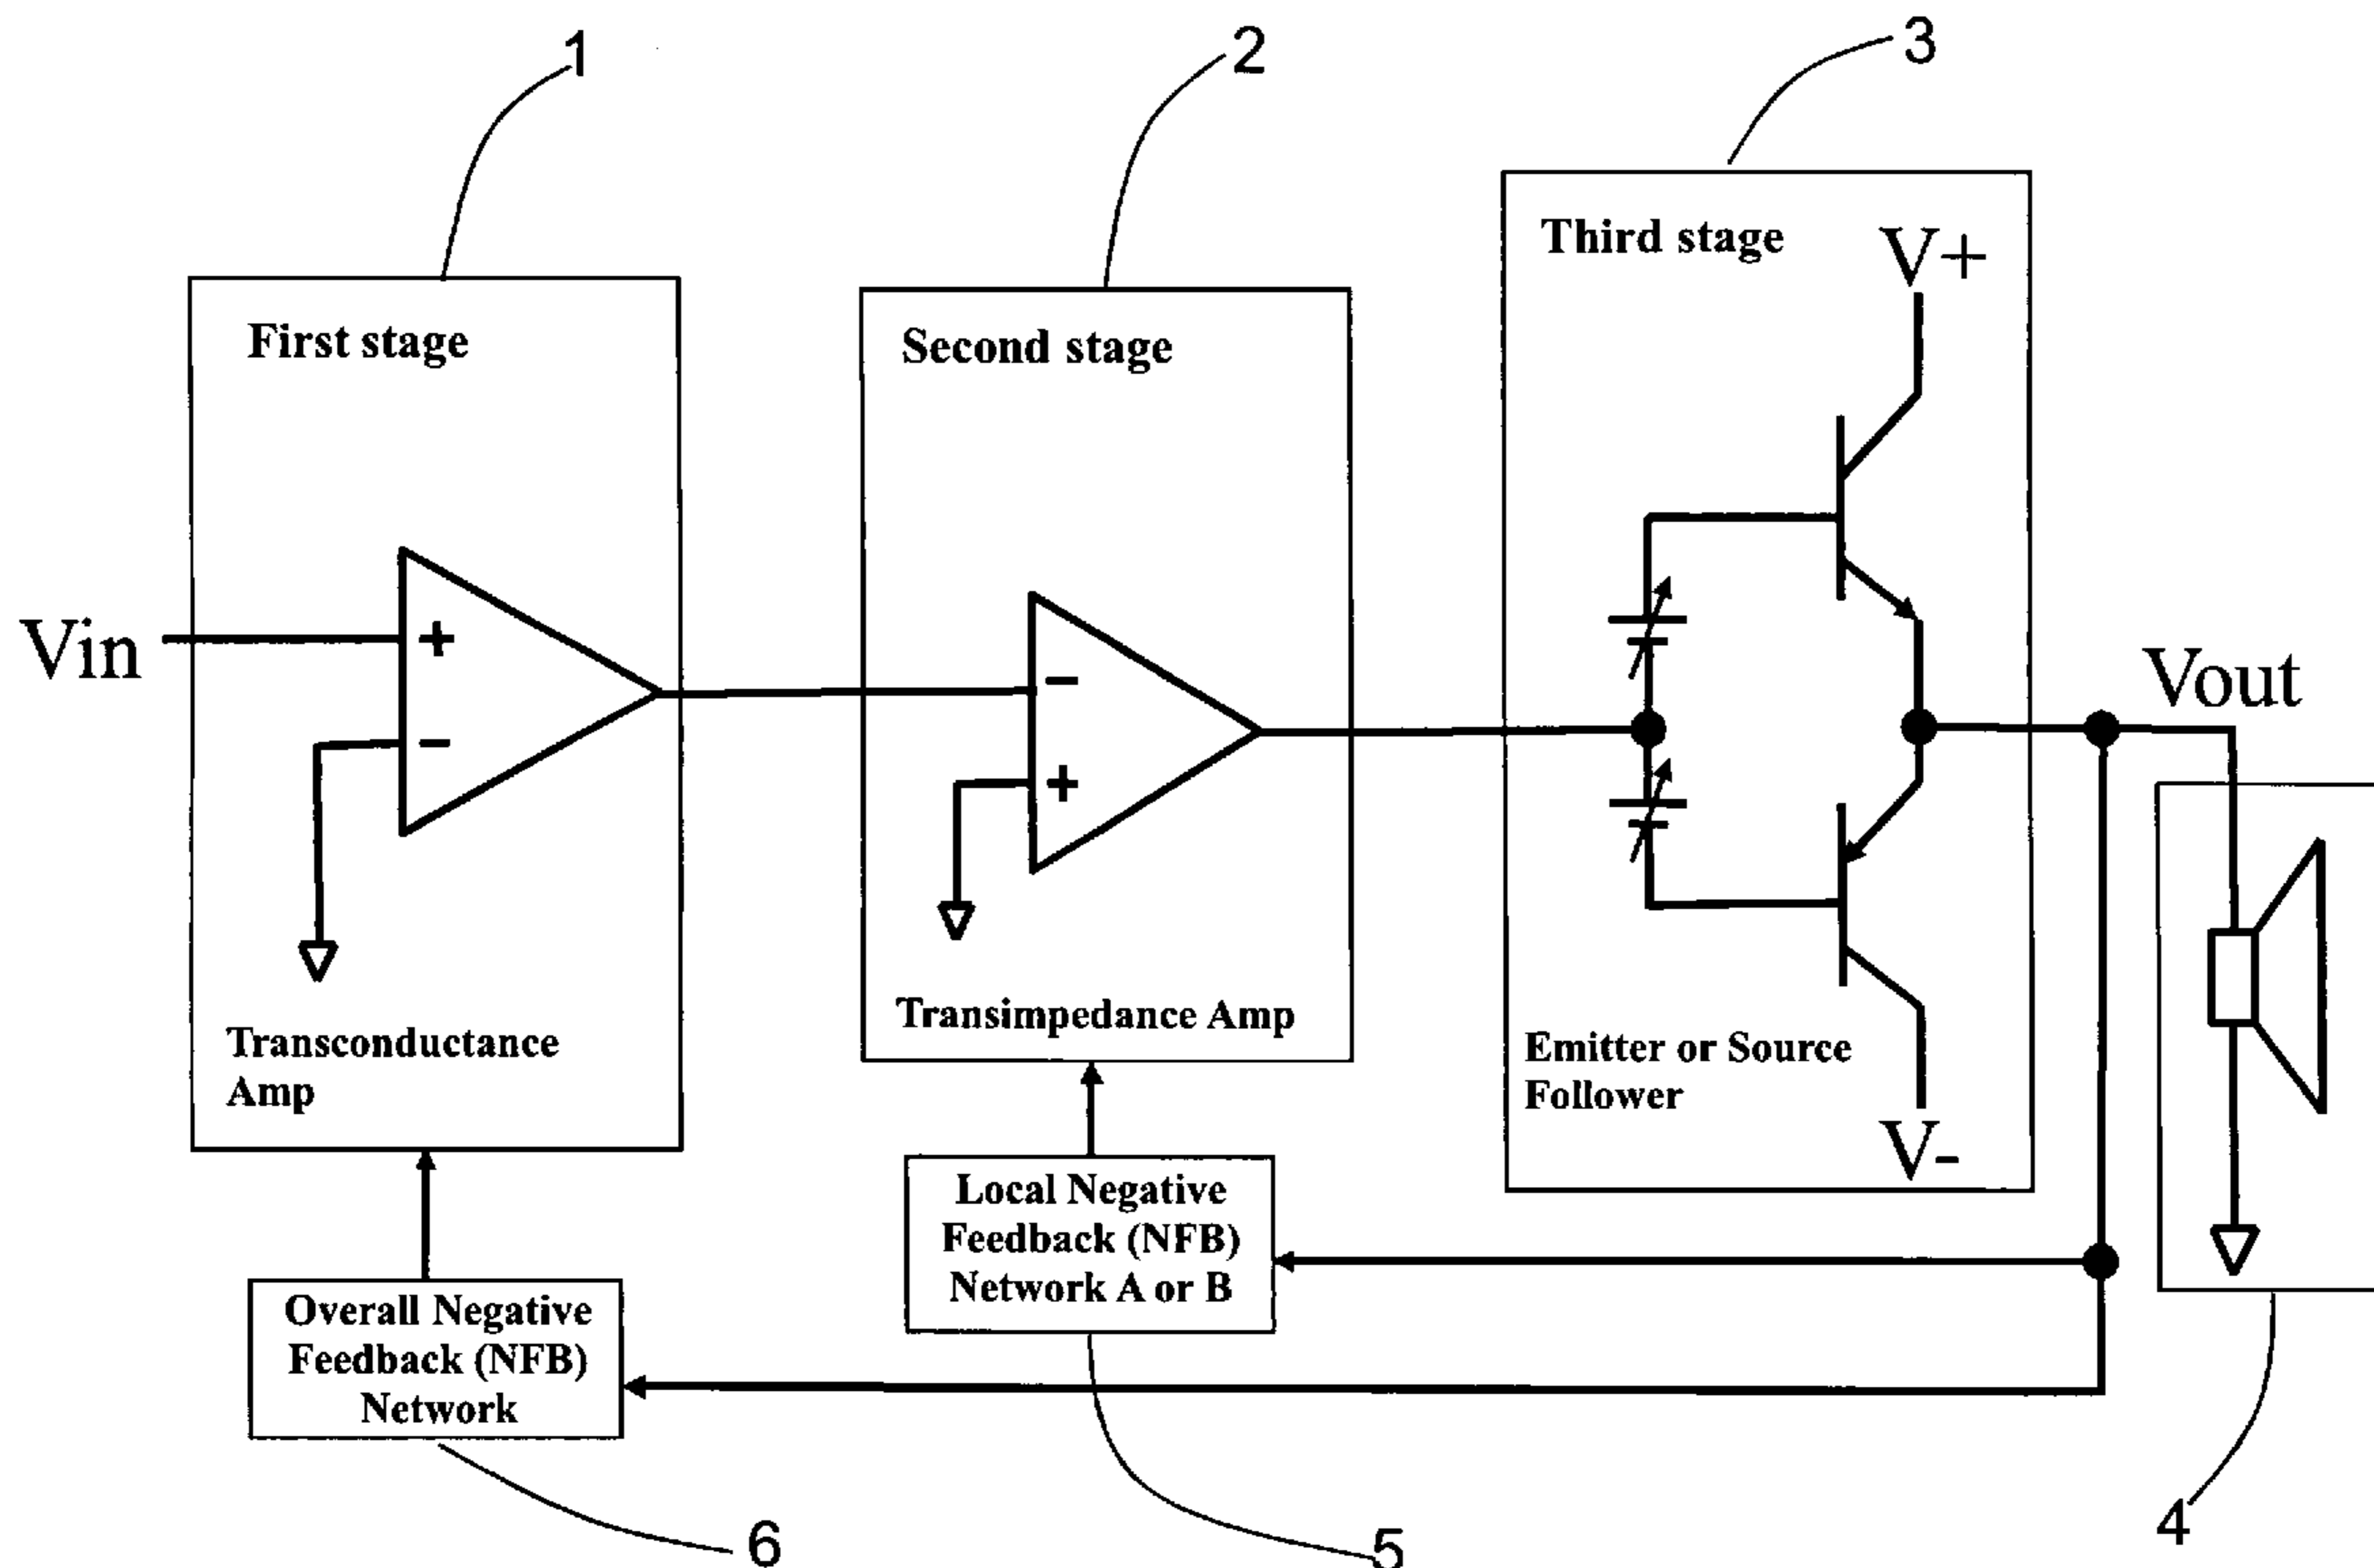 1
2
3
First stage
Second stage
Third stage
V+
+
-
-
+
Vin
Vout
Transconductance
Amp
Transimpedance Amp
Emitter or Source
Follower
V-
Local Negative
Feedback (NFB)
Network A or B
Overall Negative
Feedback (NFB)
Network
4
5
6